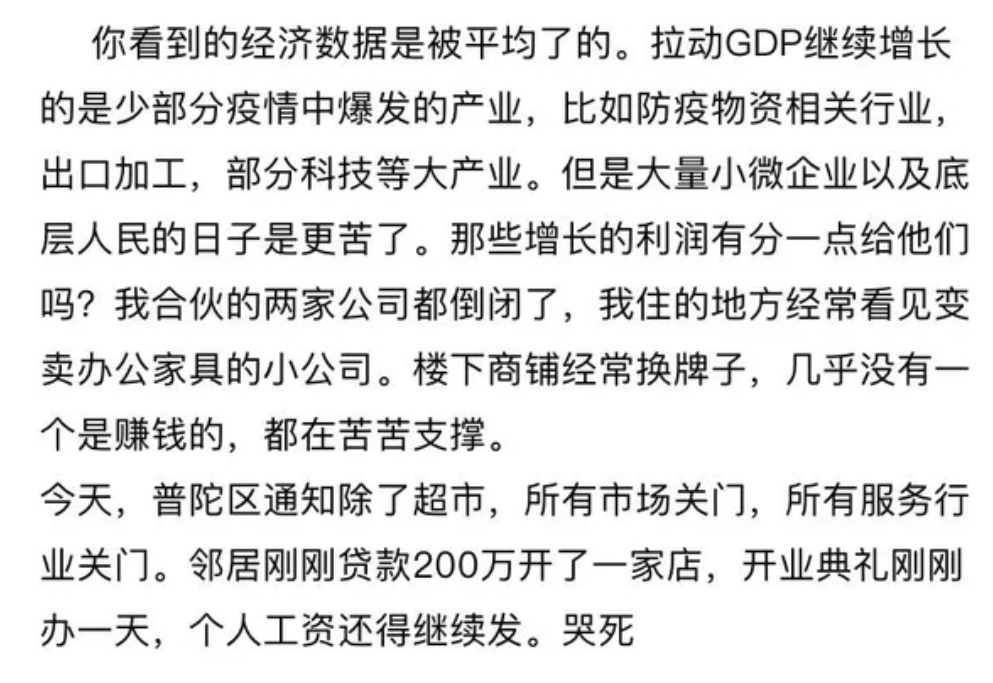 你看到的经济数据是被平均了的。拉动GDP继续增长
的是少部分疫情中爆发的产业，比如防疫物资相关行业，
出口加工，部分科技等大产业。但是大量小微企业以及底
层人民的日子是更苦了。那些增长的利润有分一点给他们
吗？我合伙的两家公司都倒闭了，我住的地方经常看见变
卖办公家具的小公司。楼下商铺经常换牌子，几乎没有一
个是赚钱的，都在苦苦支撑。
今天，普陀区通知除了超市，所有市场关门，所有服务行
业关门。邻居刚刚贷款200万开了一家店，开业典礼刚刚
办一天，个人工资还得继续发。哭死